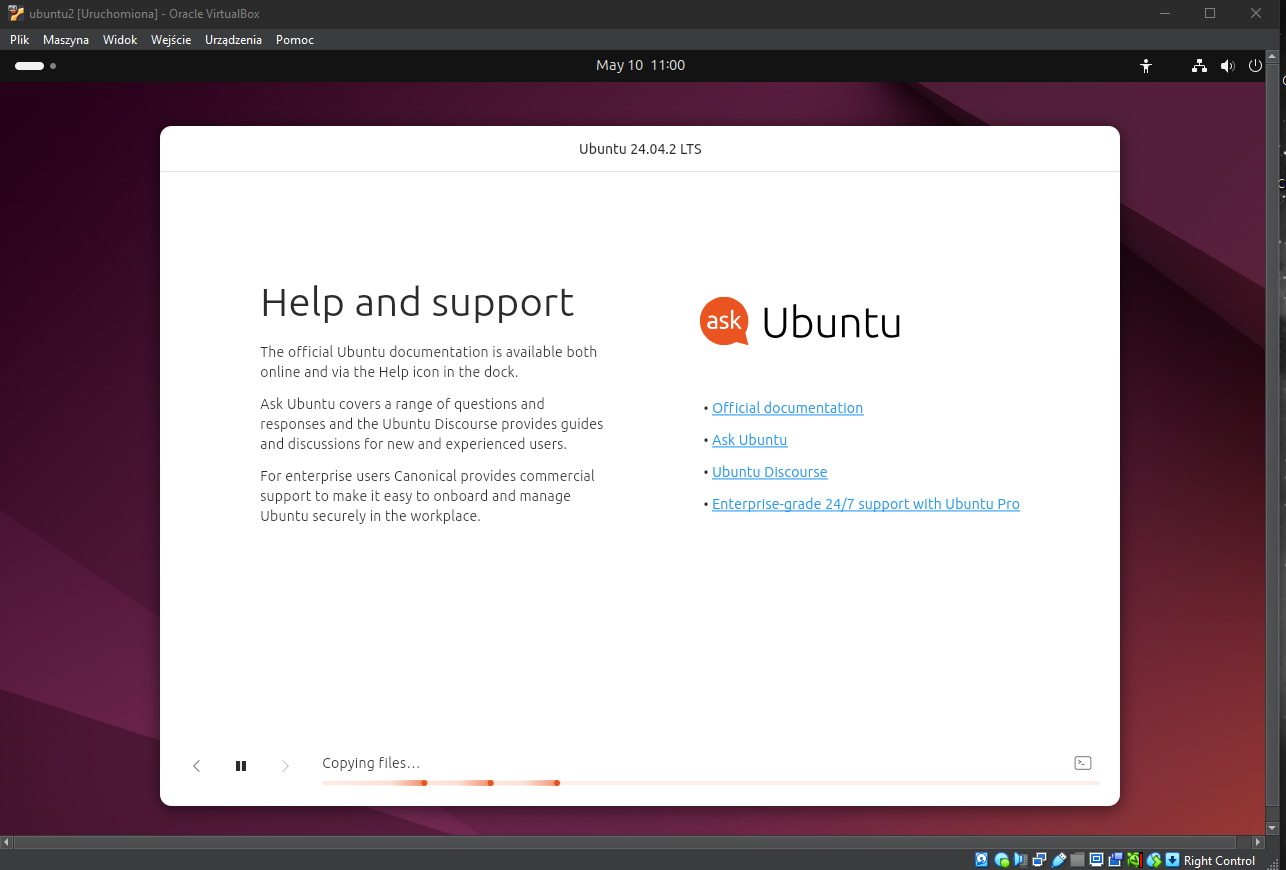 ubuntu2 [Uruchomiona] - Oracle VirtualBox
Plik Maszyna Widok Wejście Urządzenia Pomoc
May 10 11:00
Ubuntu 24.04.2 LTS
Help and support
The official Ubuntu documentation is available both
online and via the Help icon in the dock.
Ask Ubuntu covers a range of questions and
responses and the Ubuntu Discourse provides guides
and discussions for new and experienced users.
For enterprise users Canonical provides commercial
support to make it easy to onboard and manage
Ubuntu securely in the workplace.
ask Ubuntu
• Official documentation
• Ask Ubuntu
• Ubuntu Discourse
• Enterprise-grade 24/7 support with Ubuntu Pro
Copying files...
Right Control